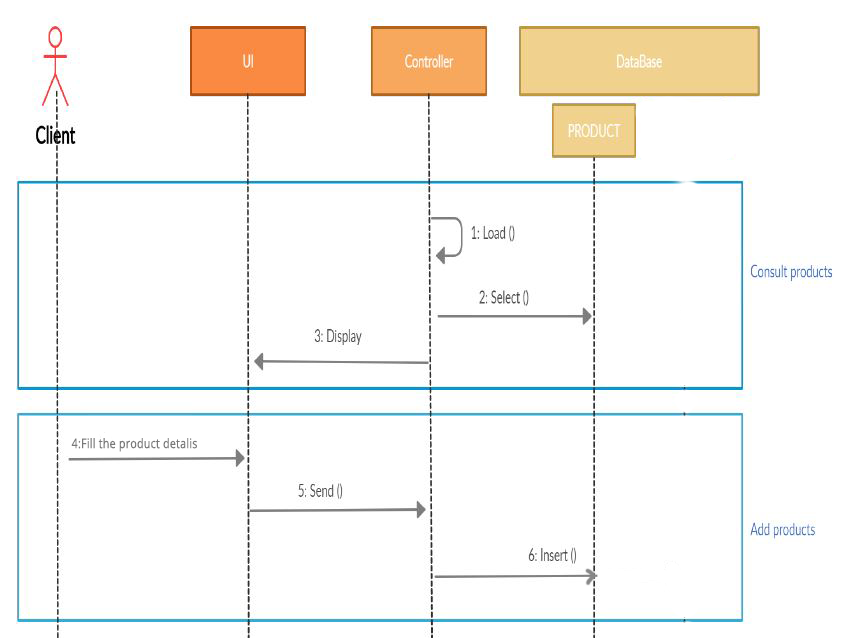 UI
Controller
DataBase
Client
PRODUCT
1: Load ()
Consult products
2: Select ()
3: Display
4:Fill the product detalis
5: Send ()
Add products
6: Insert ()